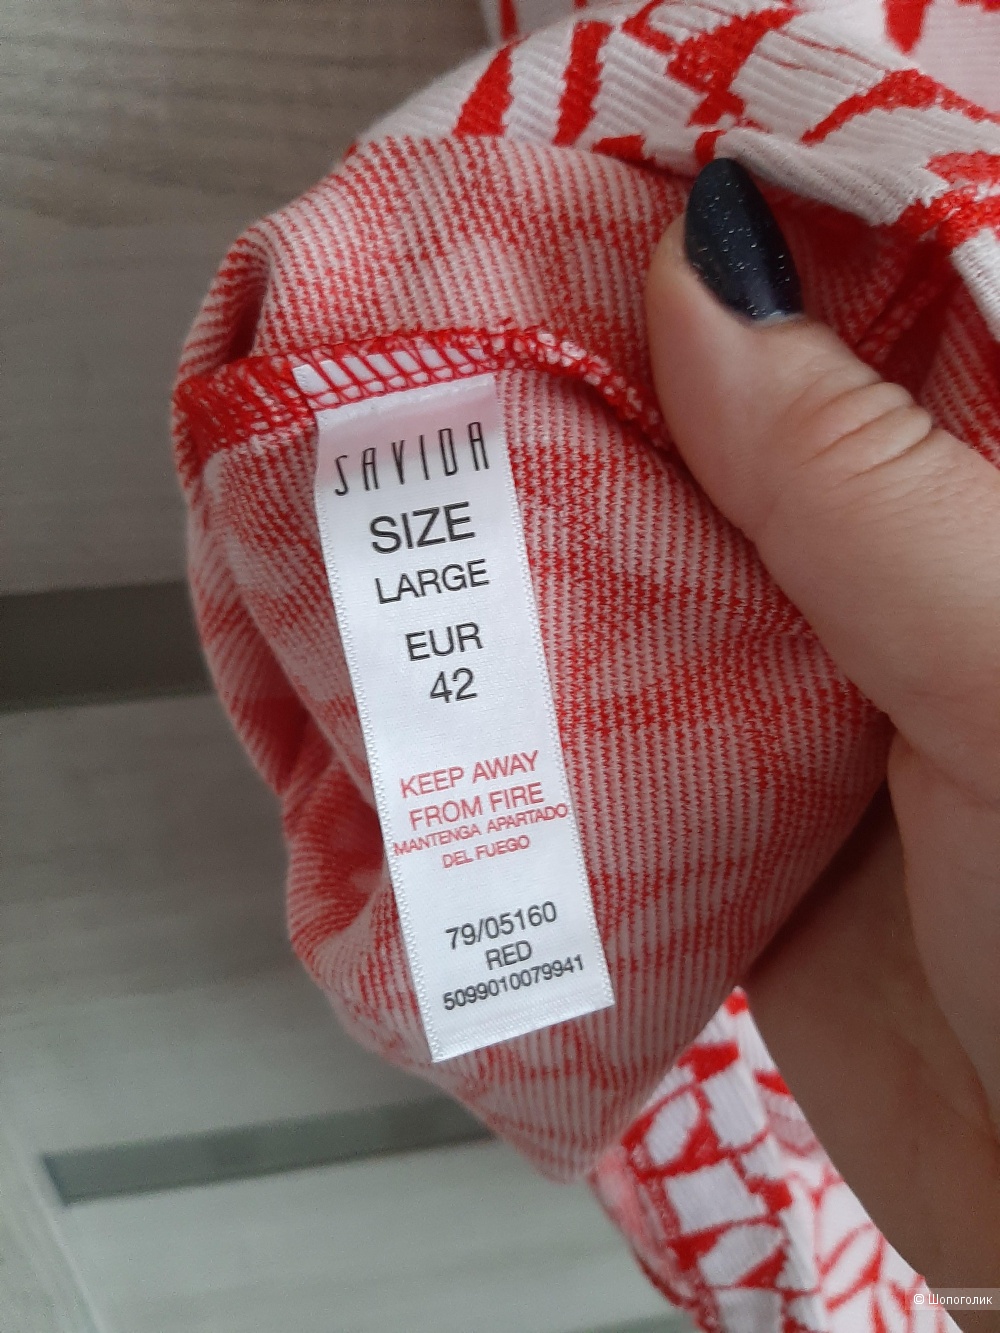 SAVIDA
SIZE
LARGE
EUR
42
KEEP AWAY
FROM FIRE
MANTENGA APARTADO
DEL FUEGO
79/05160
RED
5099010079941
© Шопоголик